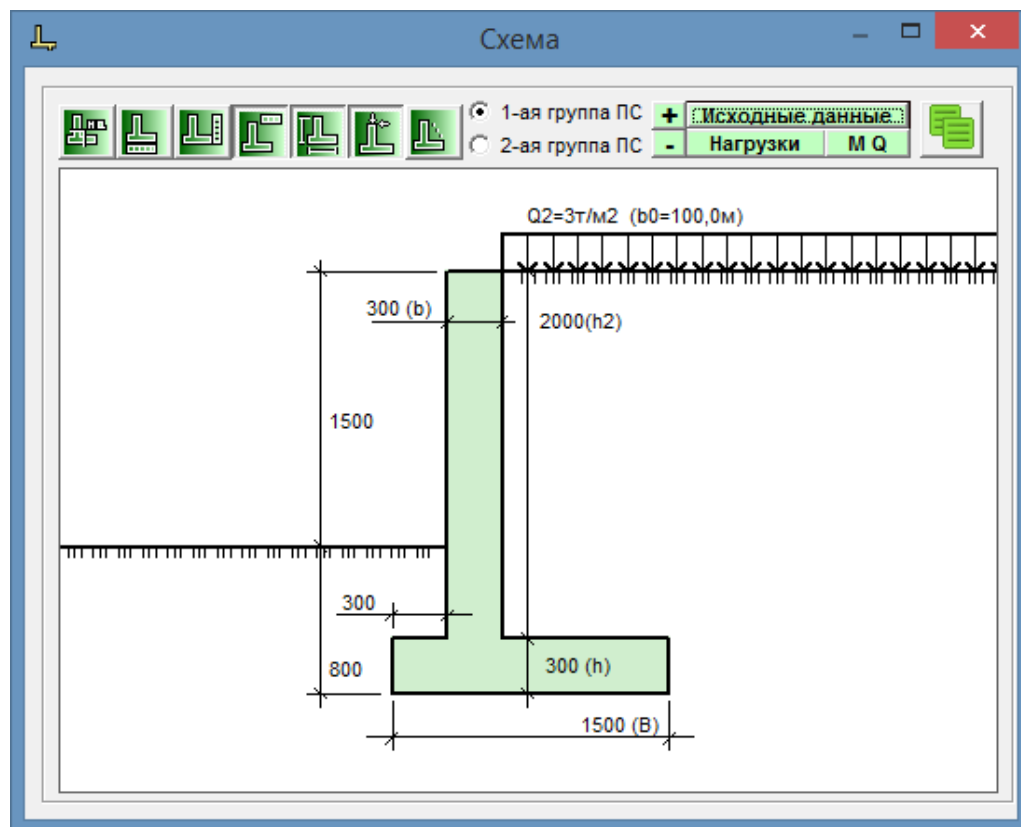 Схема
1-ая группа ПС
2-ая группа ПС
+ Исходные данные
- Нагрузки M Q
Q2=3т/м2 (b0=100,0м)
300 (b)
2000(h2)
1500
300
800
300 (h)
1500 (B)